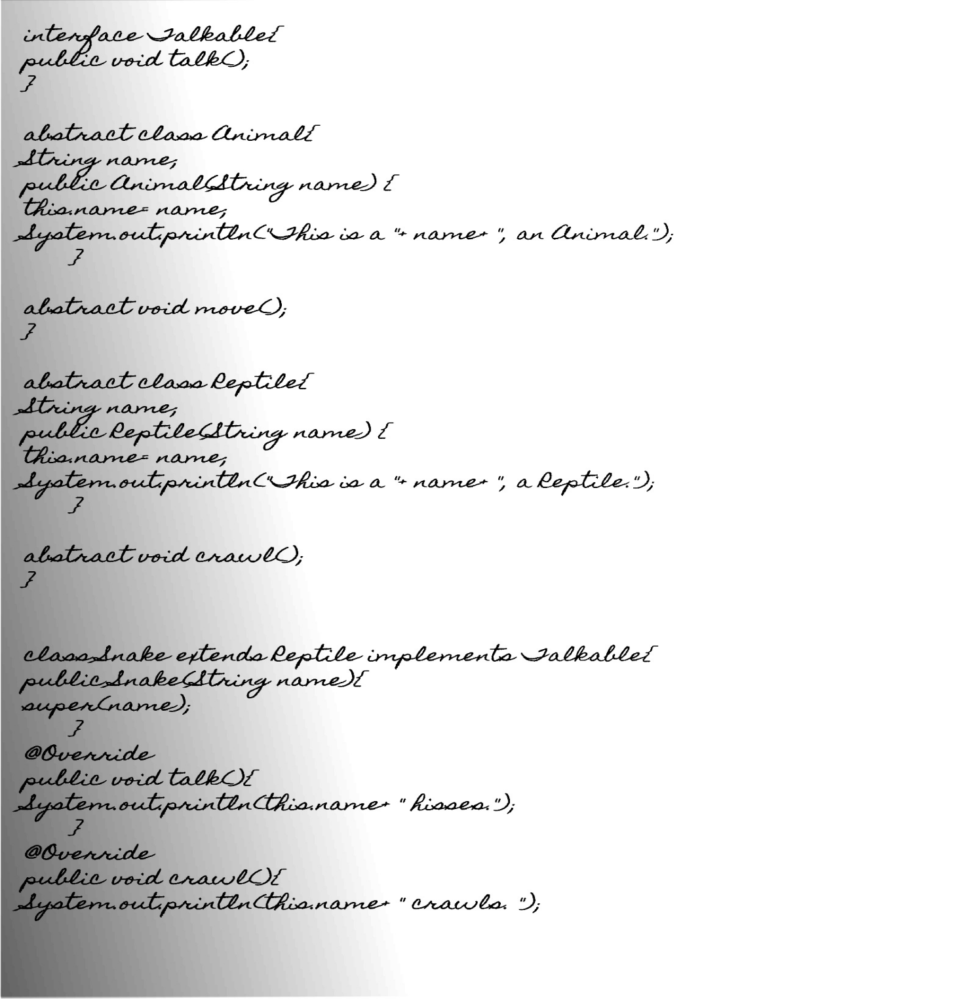 interface Talkable{
public void talk();
}
abstract class Animal{
String name;
public Animal(String name) {
this.name= name;
System.out.println("This is a "+ name+ ", an Animal.");
}
abstract void move();
}
abstract class Reptile{
String name;
public Reptile(String name) {
this.name= name;
System.out.println("This is a "+ name+ ", a Reptile.");
}
abstract void crawl();
}
class Snake extends Reptile implements Talkable{
public Snake(String name){
super(name);
}
@Override
public void talk(){
System.out.println(this.name+ " hisses.");
}
@Override
public void crawl(){
System.out.println(this.name+ " crawls. ");